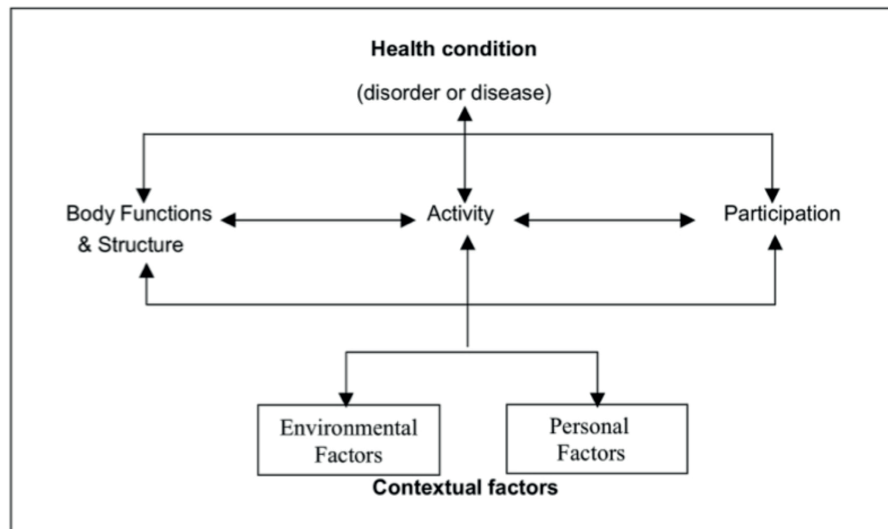 Health condition
(disorder or disease)
Body Functions
& Structure
Activity
Participation
Environmental
Factors
Personal
Factors
Contextual factors